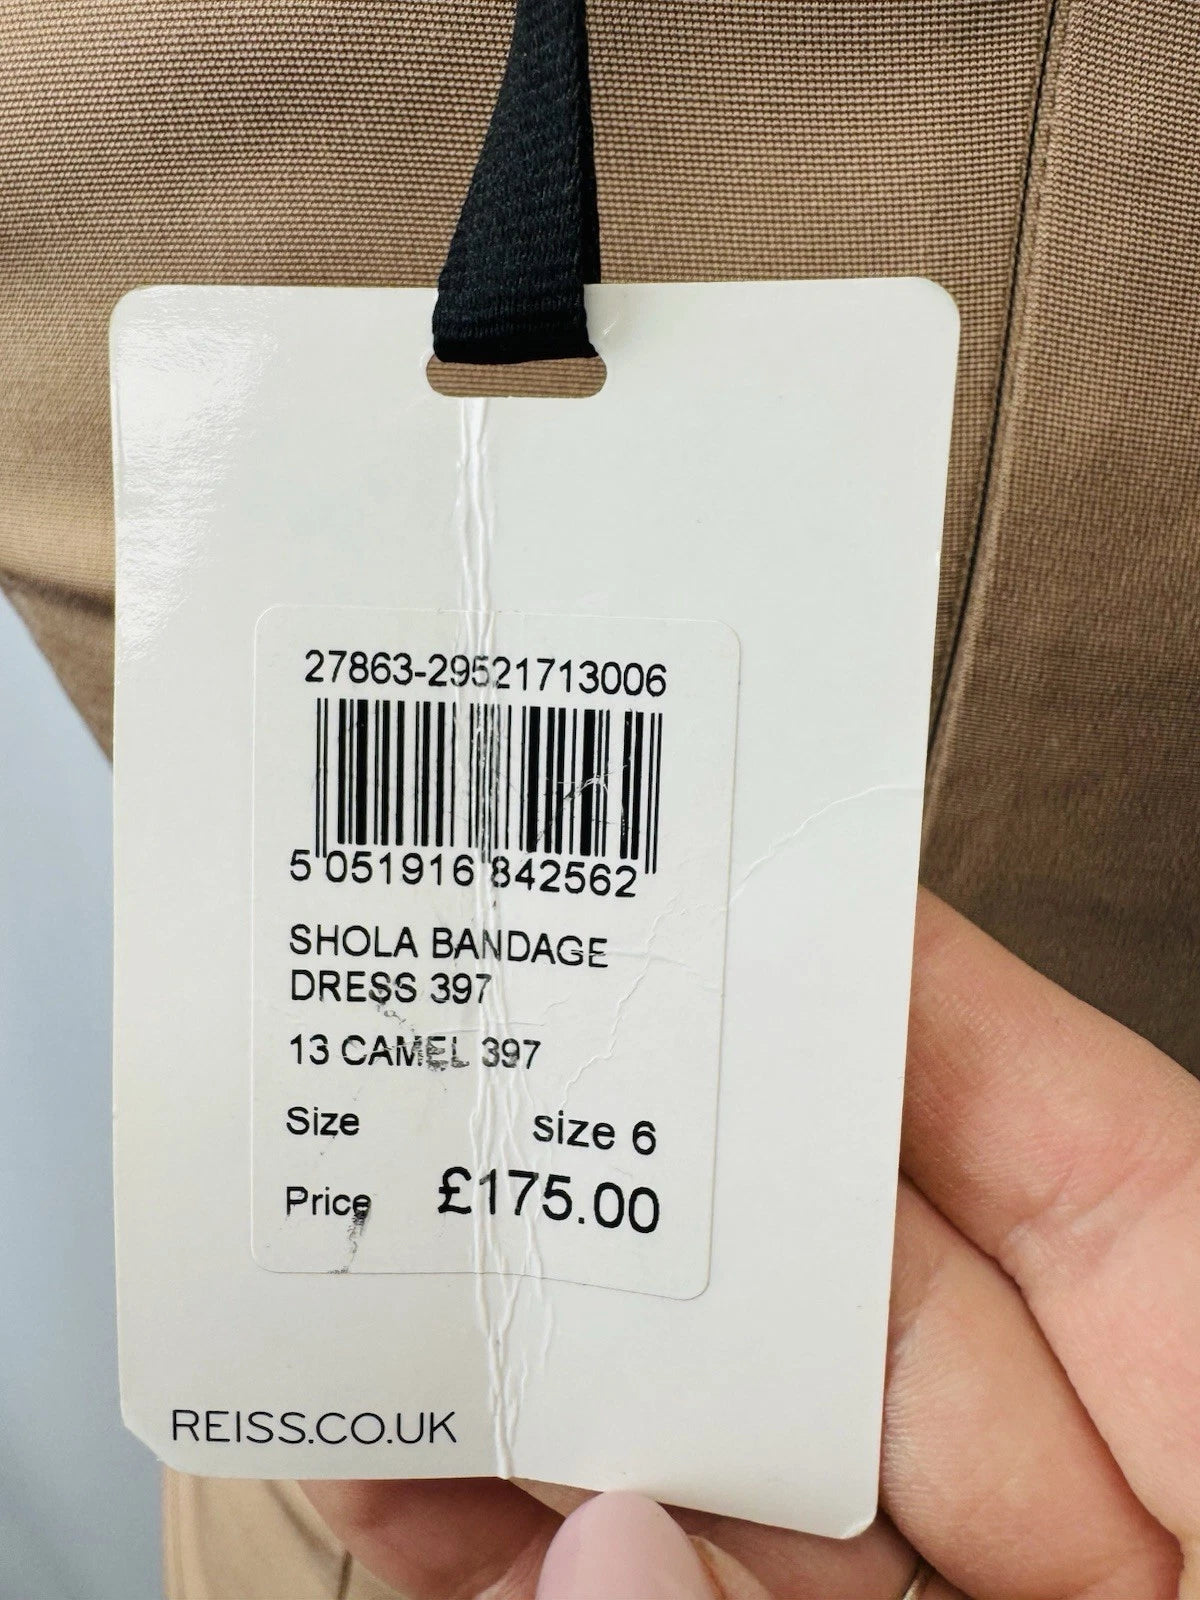 27863-29521713006
5 051916 842562
SHOLA BANDAGE
DRESS 397
13 CAMEL 397
Size size 6
Price £175.00
REISS.CO.UK